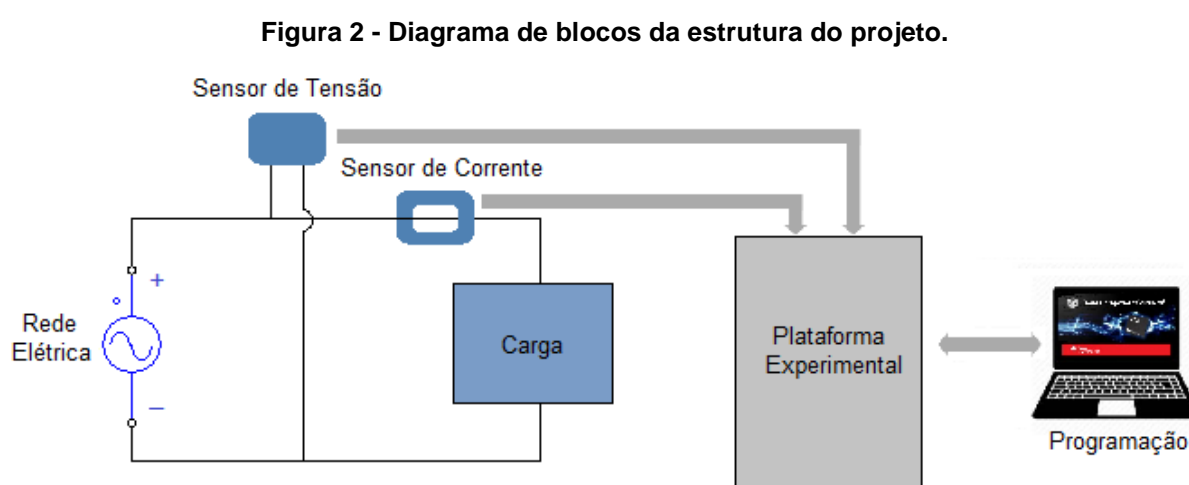 Figura 2 - Diagrama de blocos da estrutura do projeto.
Sensor de Tensão
Sensor de Corrente
+
Rede
Elétrica
−
Carga
Plataforma
Experimental
Programação